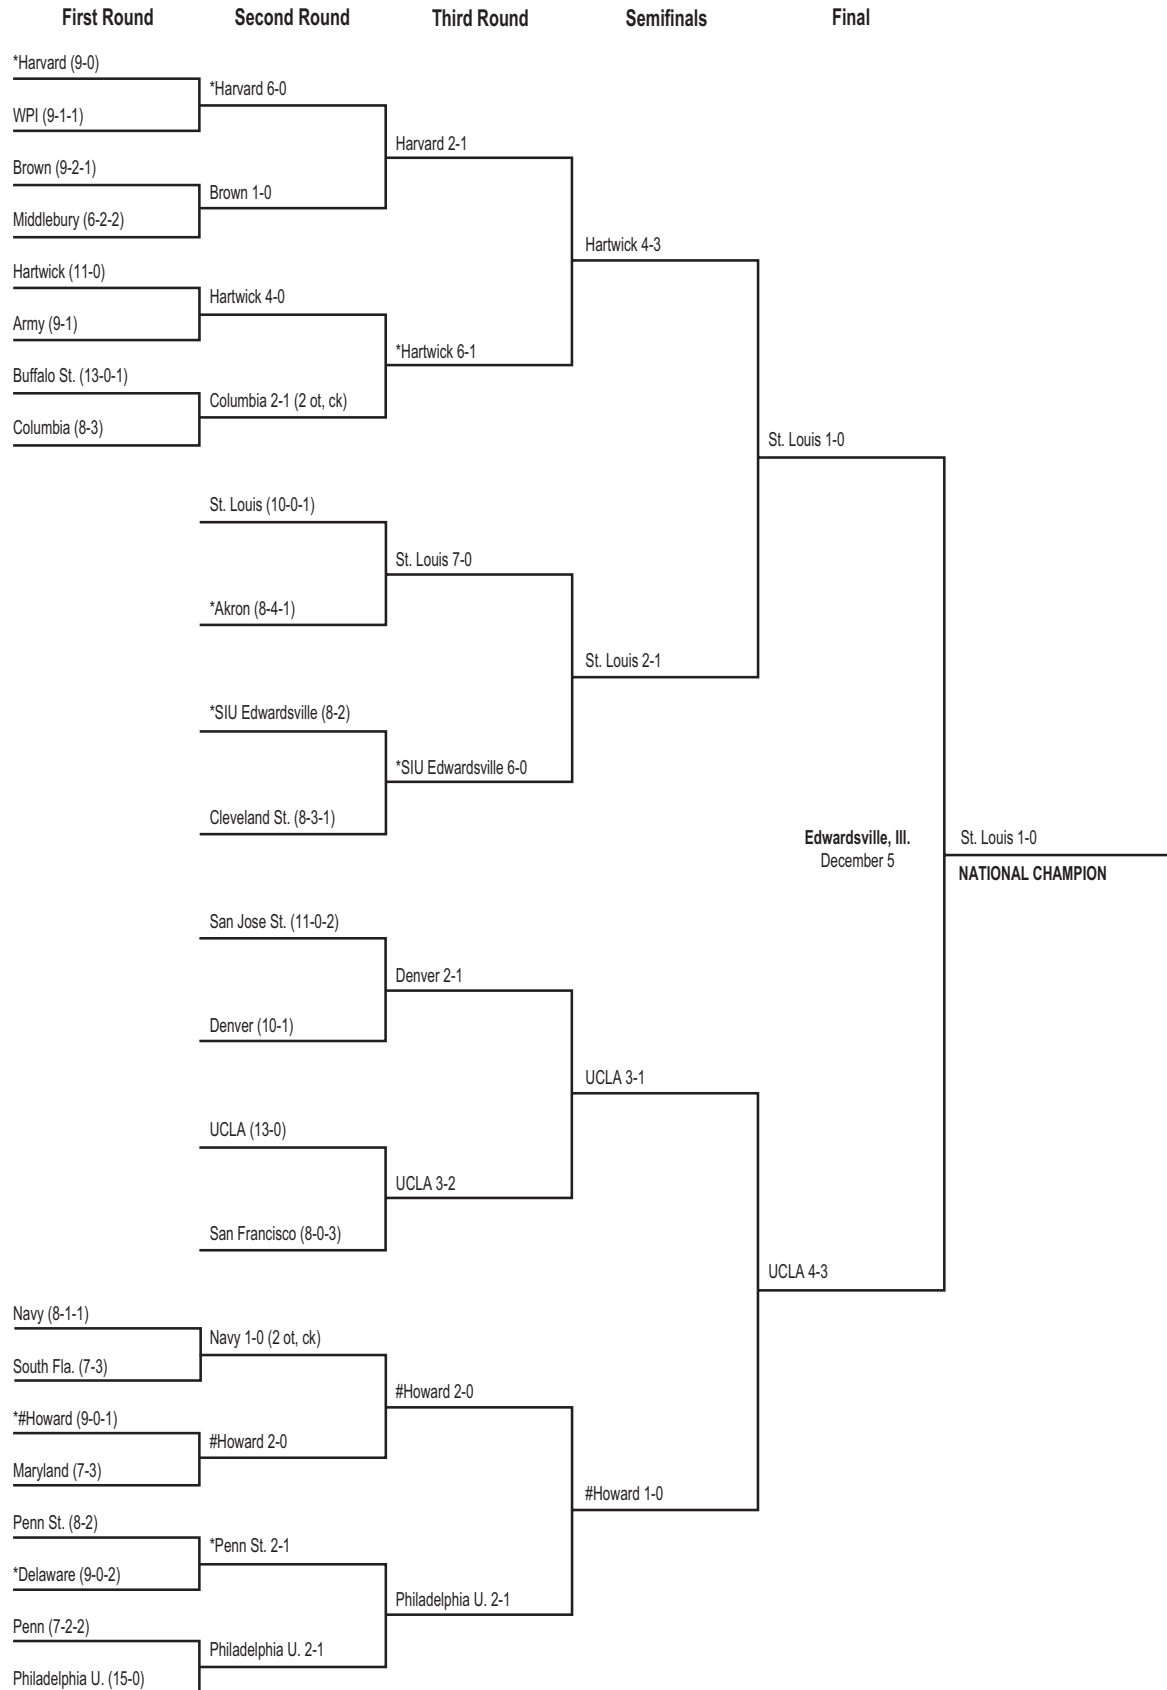 First Round
Second Round
Third Round
Semifinals
Final
*Harvard (9-0)
WPI (9-1-1)
Brown (9-2-1)
Middlebury (6-2-2)
Hartwick (11-0)
Army (9-1)
Buffalo St. (13-0-1)
Columbia (8-3)
*Harvard 6-0
Brown 1-0
Hartwick 4-0
Columbia 2-1 (2 ot, ck)
St. Louis (10-0-1)
*Akron (8-4-1)
*SIU Edwardsville (8-2)
Cleveland St. (8-3-1)
Harvard 2-1
*Hartwick 6-1
St. Louis 7-0
*SIU Edwardsville 6-0
Hartwick 4-3
St. Louis 2-1
St. Louis 1-0
San Jose St. (11-0-2)
Denver (10-1)
UCLA (13-0)
San Francisco (8-0-3)
Navy (8-1-1)
South Fla. (7-3)
*#Howard (9-0-1)
Maryland (7-3)
Penn St. (8-2)
*Delaware (9-0-2)
Penn (7-2-2)
Philadelphia U. (15-0)
Navy 1-0 (2 ot, ck)
#Howard 2-0
*Penn St. 2-1
Philadelphia U. 2-1
Denver 2-1
UCLA 3-2
#Howard 2-0
Philadelphia U. 2-1
UCLA 3-1
#Howard 1-0
UCLA 4-3
Edwardsville, Ill.
December 5
St. Louis 1-0
NATIONAL CHAMPION